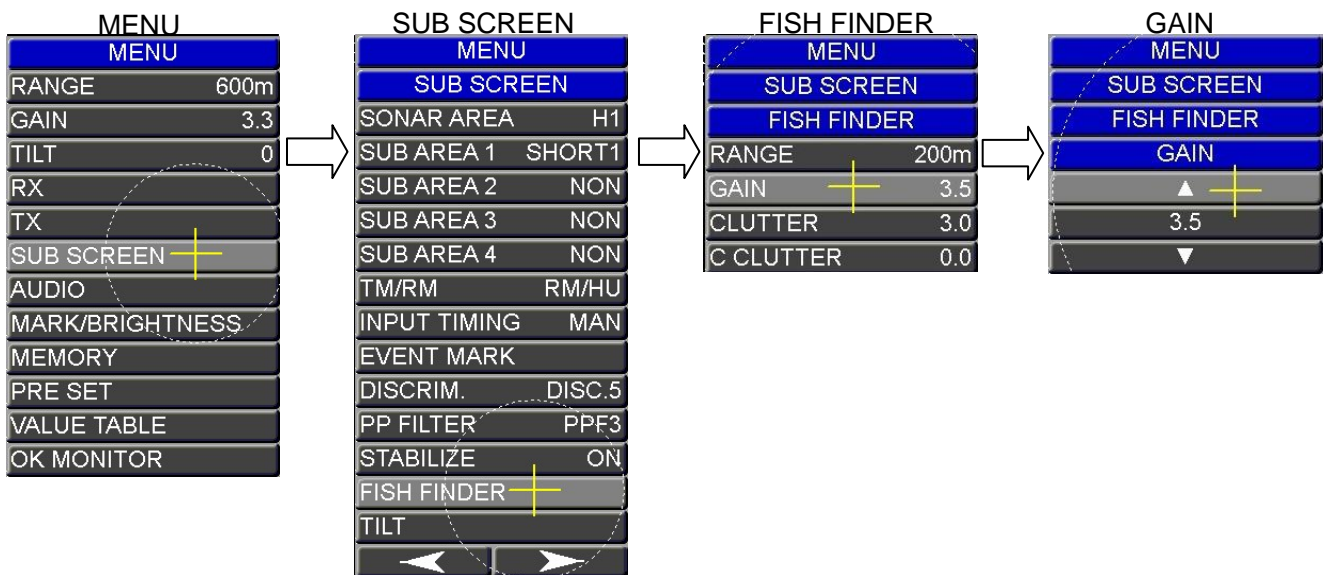 MENU
MENU
RANGE 600m
GAIN 3.3
TILT 0
RX
TX
SUB SCREEN
AUDIO
MARK/BRIGHTNESS
MEMORY
PRE SET
VALUE TABLE
OK MONITOR
SUB SCREEN
MENU
SUB SCREEN
SONAR AREA H1
SUB AREA 1 SHORT1
SUB AREA 2 NON
SUB AREA 3 NON
SUB AREA 4 NON
TM/RM RM/HU
INPUT TIMING MAN
EVENT MARK
DISCRIM. DISC.5
PP FILTER PPF3
STABILIZE ON
FISH FINDER
TILT
FISH FINDER
MENU
SUB SCREEN
FISH FINDER
RANGE 200m
GAIN 3.5
CLUTTER 3.0
C CLUTTER 0.0
GAIN
MENU
SUB SCREEN
FISH FINDER
GAIN
▲
3.5
▼